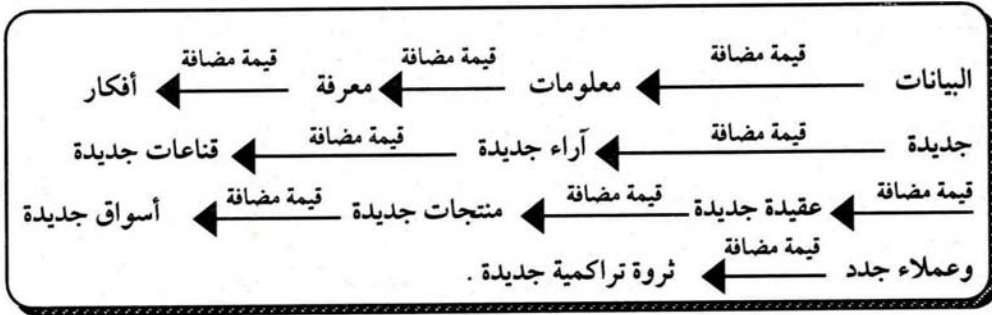 البيانات قيمة مضافة معلومات قيمة مضافة معرفة قيمة مضافة أفكار
جديدة قيمة مضافة آراء جديدة قيمة مضافة قناعات جديدة
قيمة مضافة عقيدة جديدة قيمة مضافة منتجات جديدة قيمة مضافة أسواق جديدة
وعملاء جدد قيمة مضافة ثروة تراكمية جديدة .